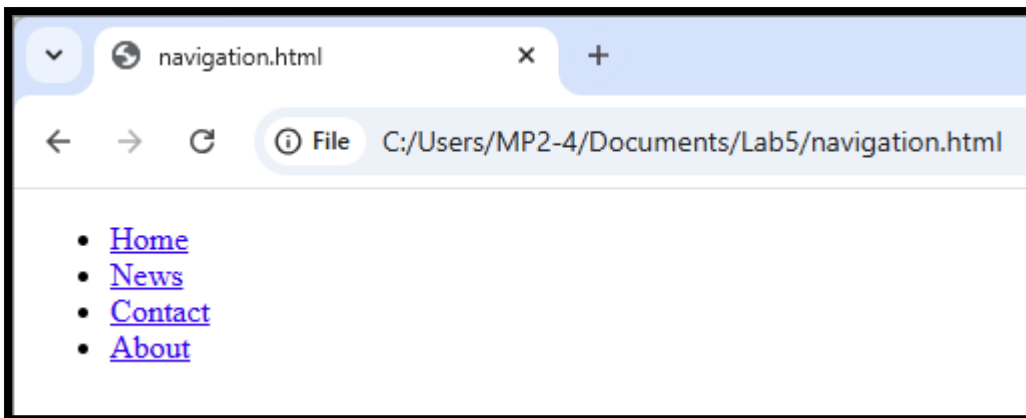 navigation.html
File C:/Users/MP2-4/Documents/Lab5/navigation.html
Home
News
Contact
About